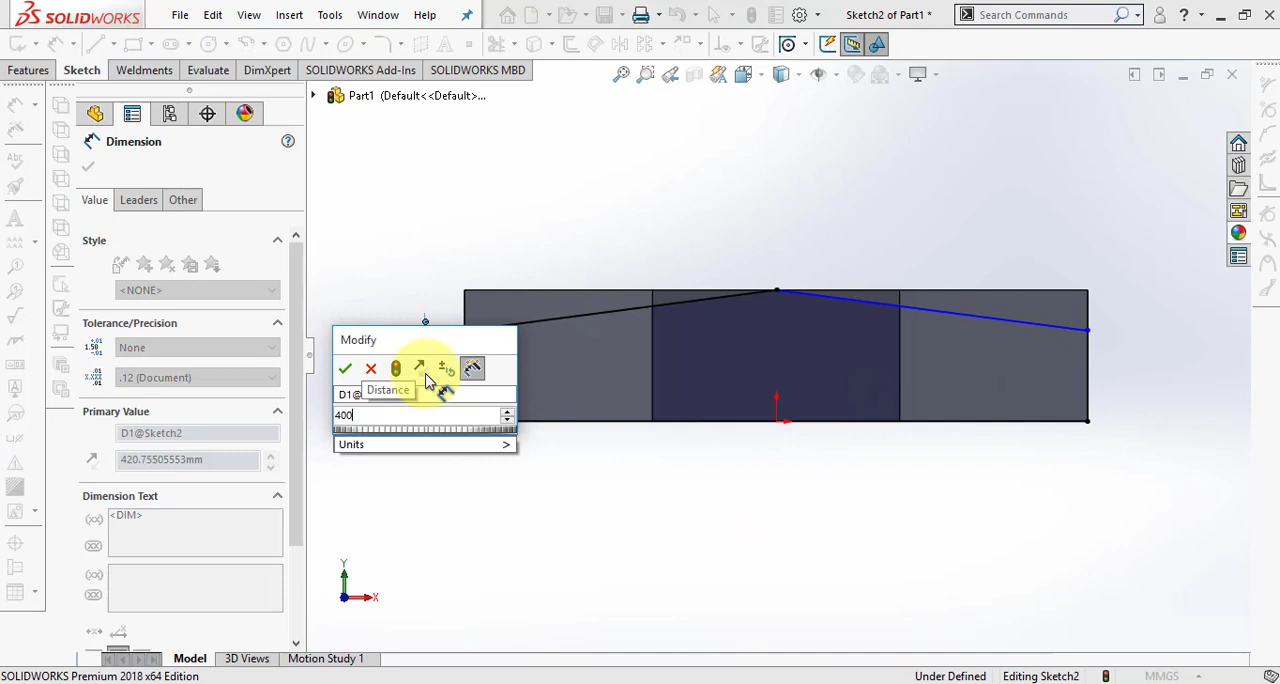 SOLIDWORKS
File
Edit
View
Insert
Tools
Window
Help
Sketch2 of Part1 *
Search Commands
?
Features
Sketch
Weldments
Evaluate
DimXpert
SOLIDWORKS Add-Ins
SOLIDWORKS MBD
Part1 (Default<<Default>...
Dimension
Value
Leaders
Other
Style
<NONE>
Tolerance/Precision
None
.12 (Document)
Primary Value
D1@Sketch2
420.75505553mm
Dimension Text
<DIM>
Modify
Distance
D1@
400
Units
>
Y
X
Model
3D Views
Motion Study 1
SOLIDWORKS Premium 2018 x64 Edition
Under Defined
Editing Sketch2
MMGS